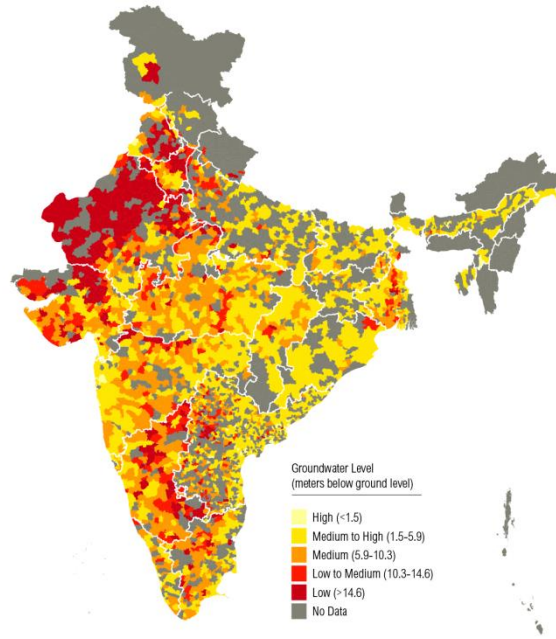 Groundwater Level
(meters below ground level)
High (<1.5)
Medium to High (1.5–5.9)
Medium (5.9–10.3)
Low to Medium (10.3–14.6)
Low (>14.6)
No Data